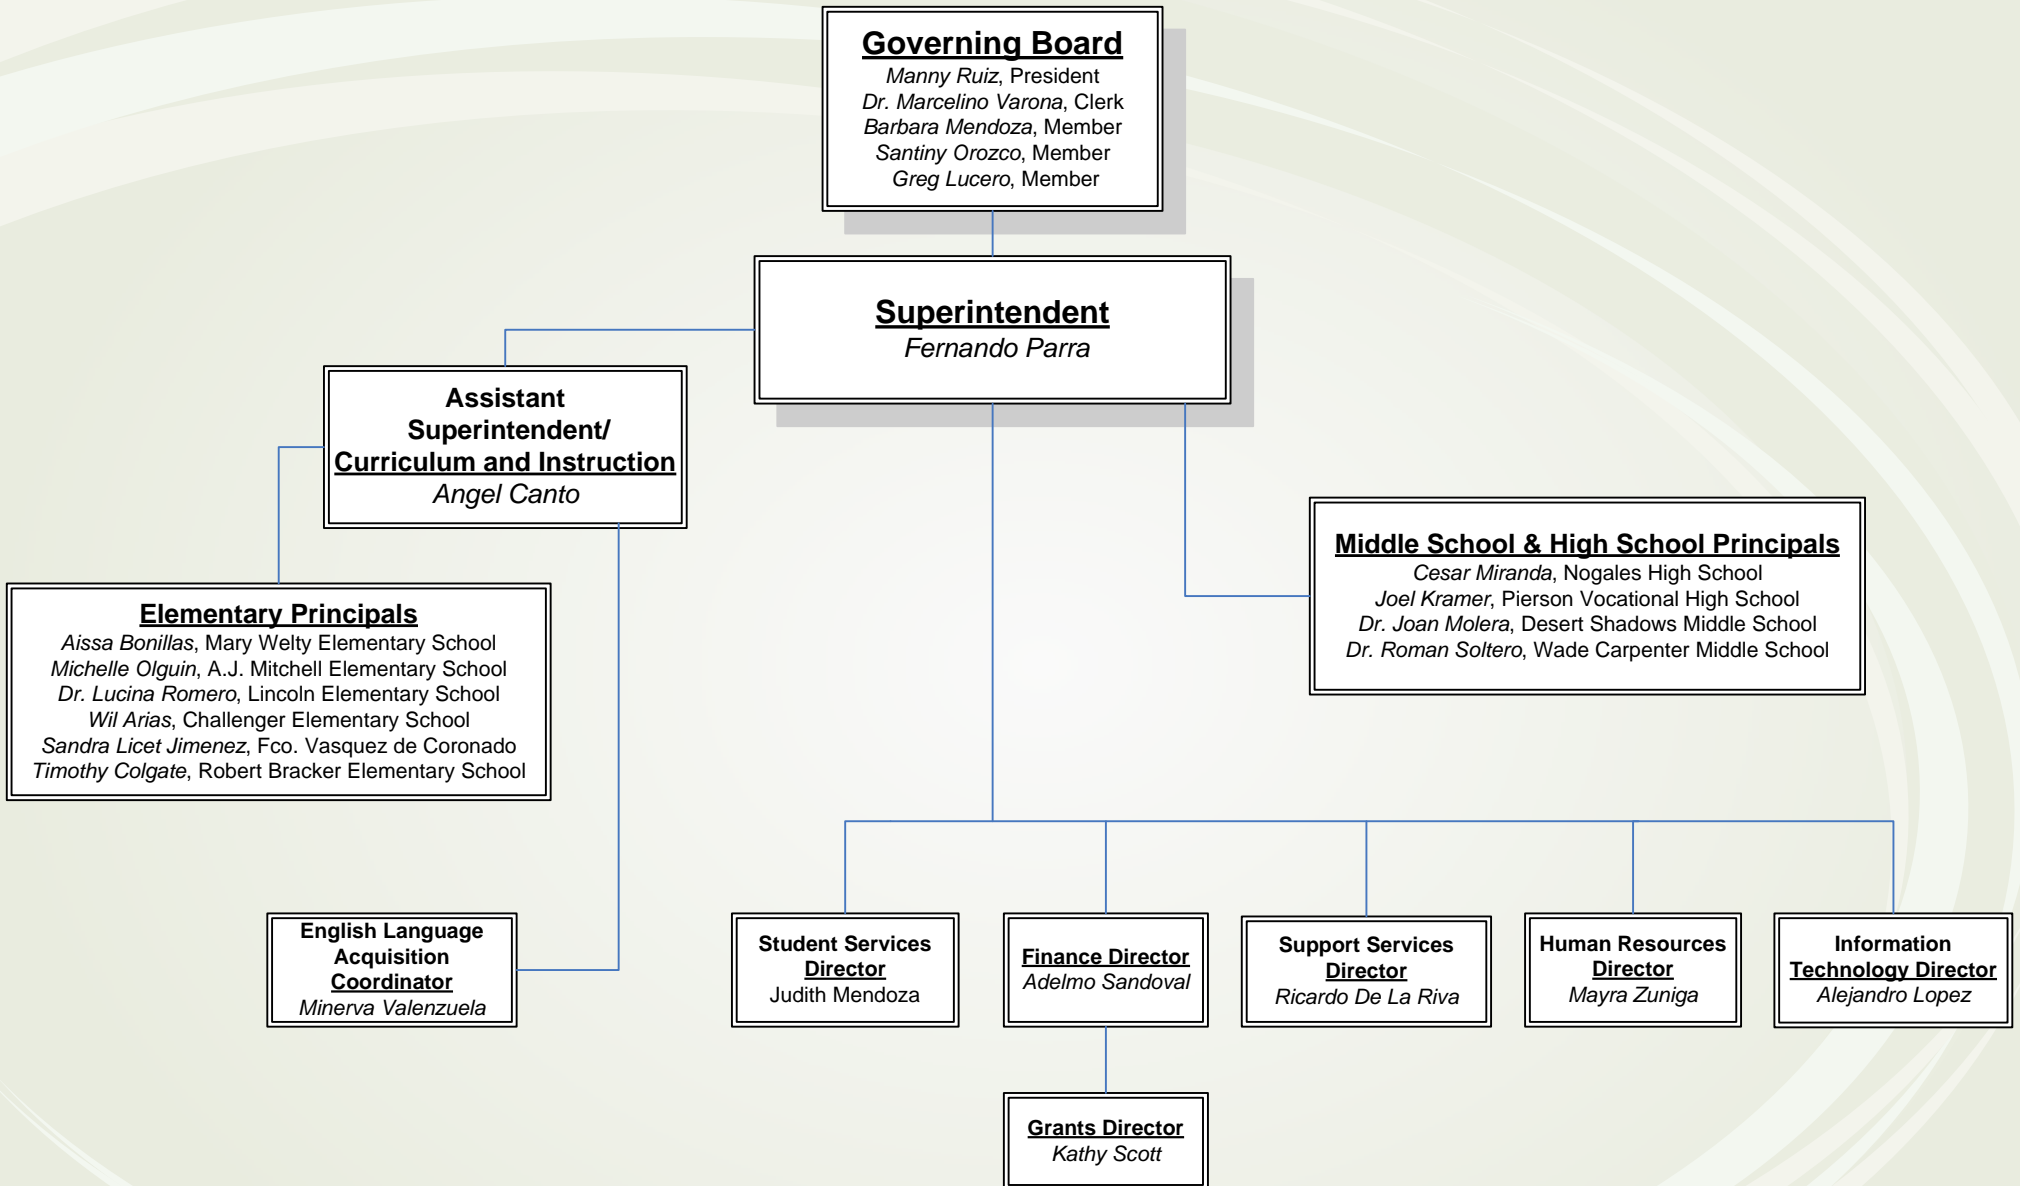 Governing Board
Manny Ruiz, President
Dr. Marcelino Varona, Clerk
Barbara Mendoza, Member
Santiny Orozco, Member
Greg Lucero, Member
Superintendent
Fernando Parra
Assistant
Superintendent/
Curriculum and Instruction
Angel Canto
Middle School & High School Principals
Cesar Miranda, Nogales High School
Joel Kramer, Pierson Vocational High School
Dr. Joan Molera, Desert Shadows Middle School
Dr. Roman Soltero, Wade Carpenter Middle School
Elementary Principals
Aissa Bonillas, Mary Welty Elementary School
Michelle Olguin, A.J. Mitchell Elementary School
Dr. Lucina Romero, Lincoln Elementary School
Wil Arias, Challenger Elementary School
Sandra Licet Jimenez, Fco. Vasquez de Coronado
Timothy Colgate, Robert Bracker Elementary School
English Language
Acquisition
Coordinator
Minerva Valenzuela
Student Services
Director
Judith Mendoza
Finance Director
Adelmo Sandoval
Support Services
Director
Ricardo De La Riva
Human Resources
Director
Mayra Zuniga
Information
Technology Director
Alejandro Lopez
Grants Director
Kathy Scott